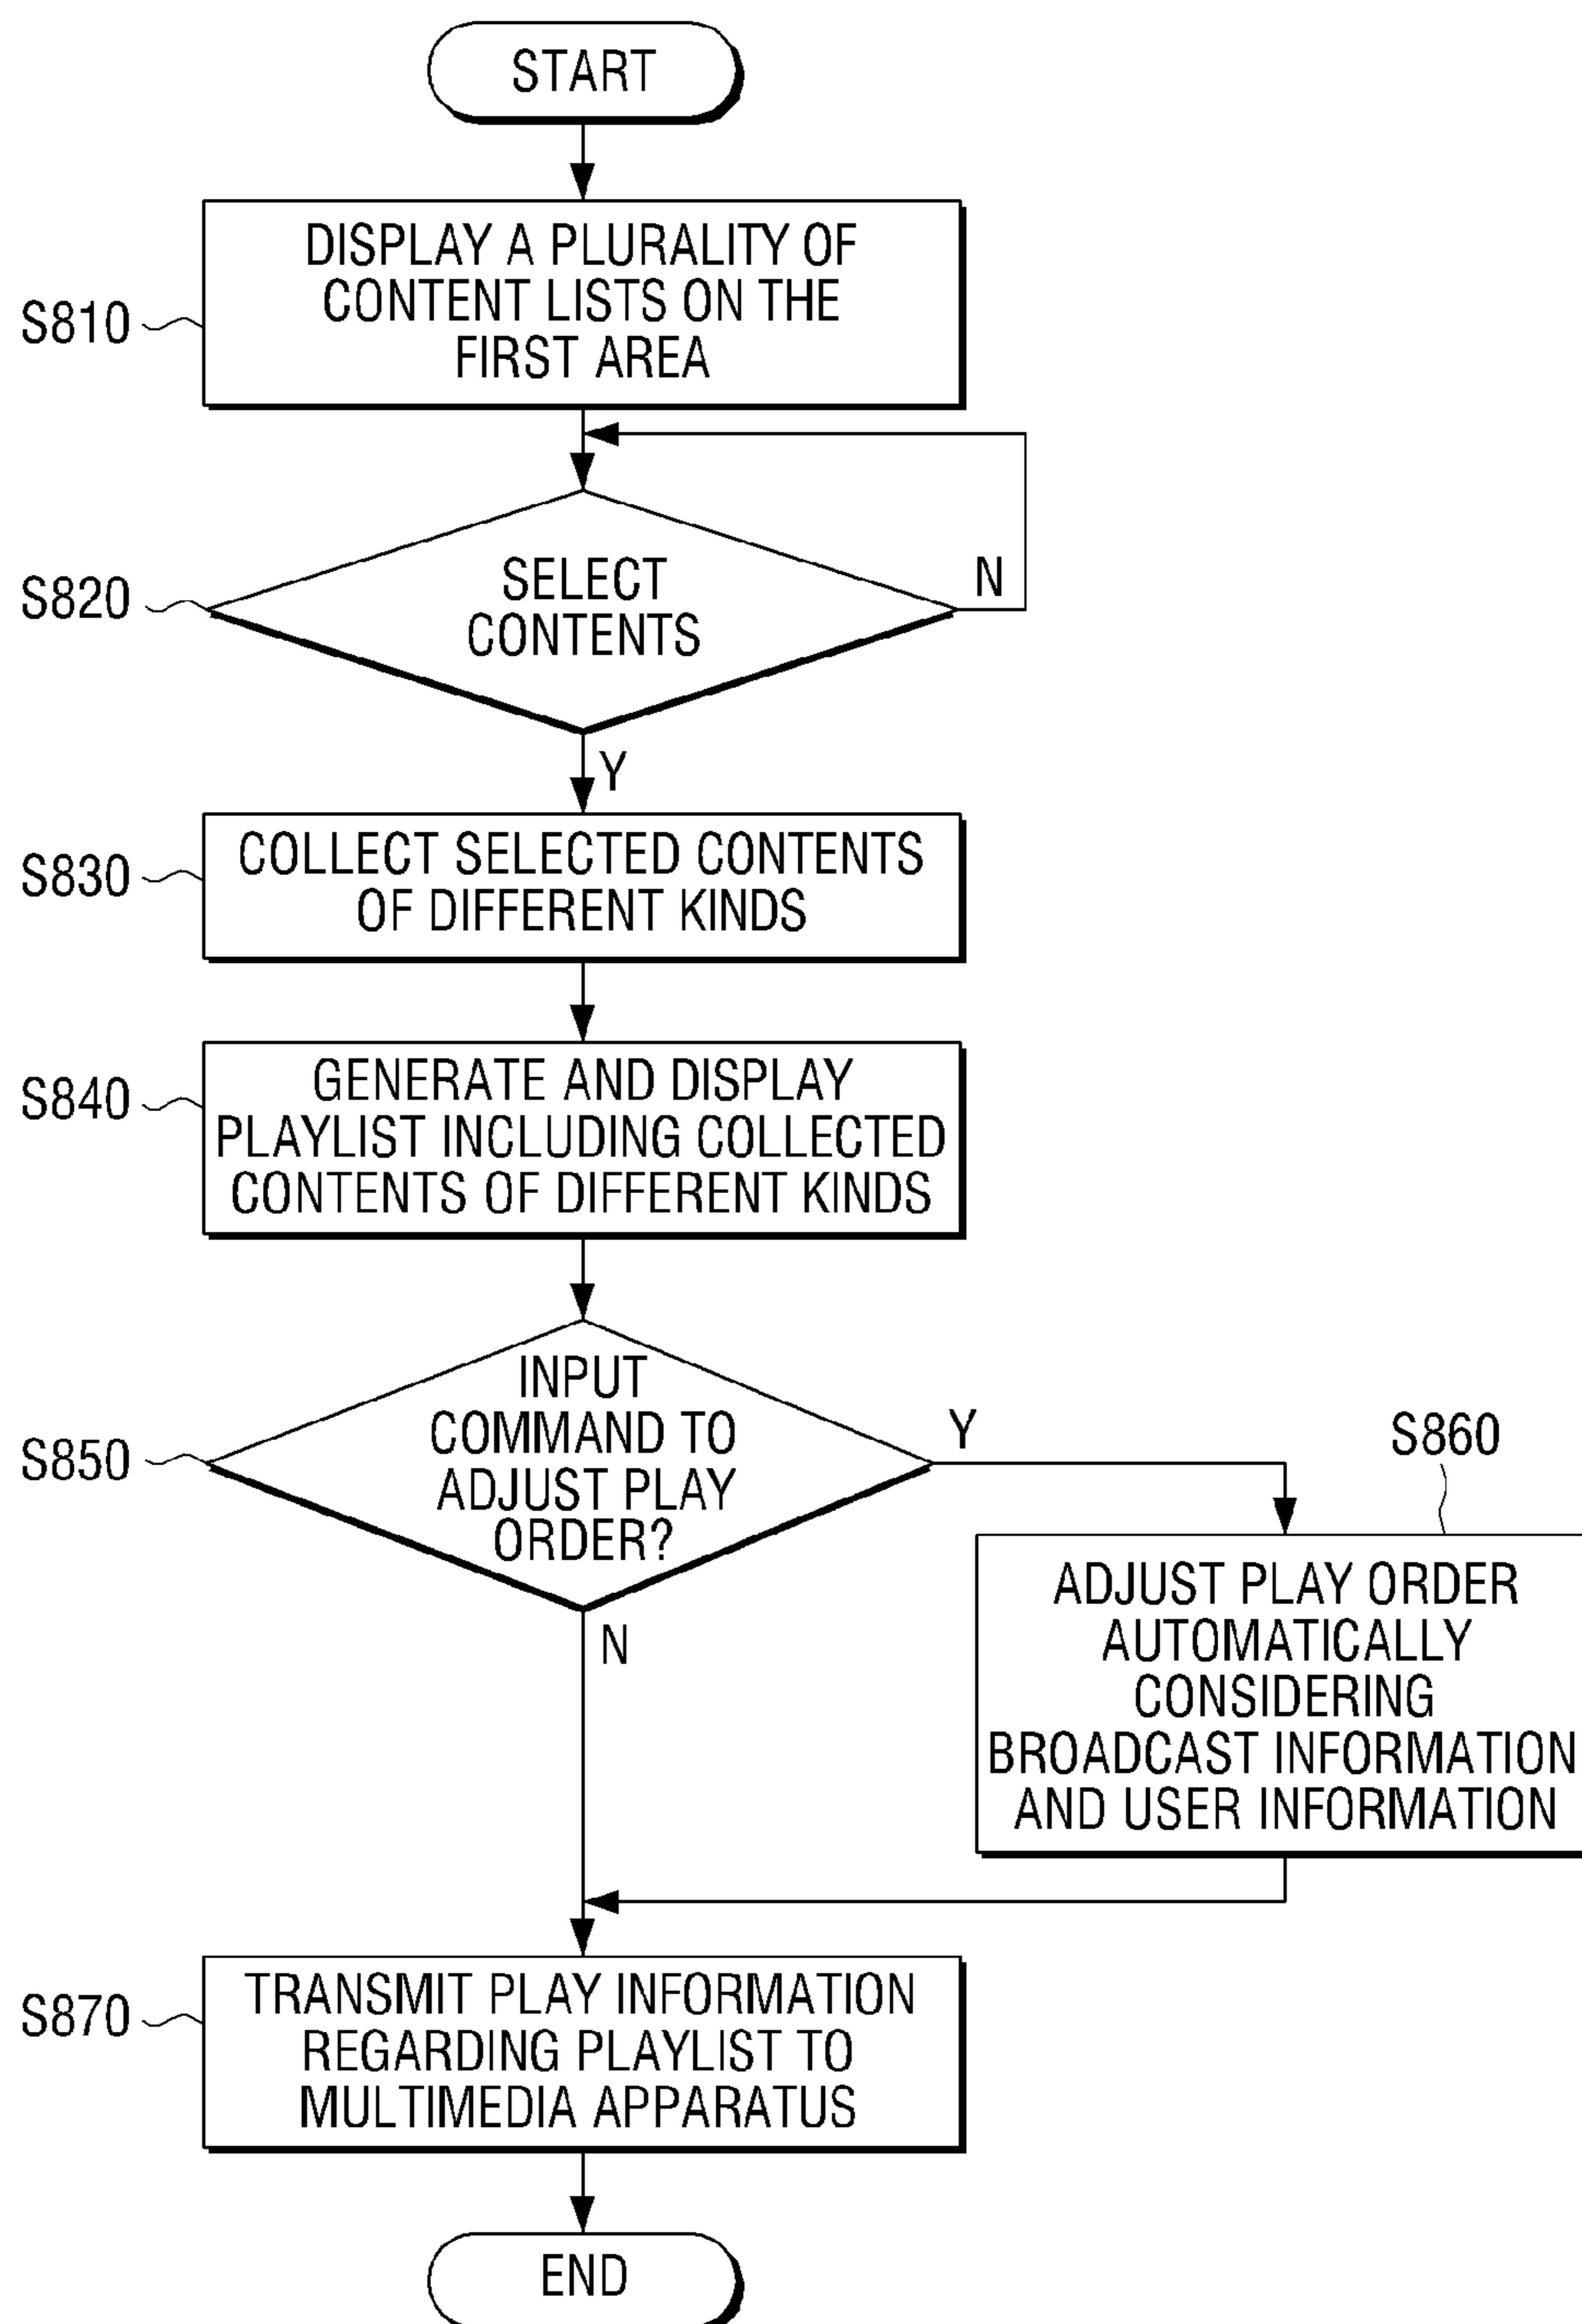 START
DISPLAY A PLURALITY OF
CONTENT LISTS ON THE
FIRST AREA
S810
SELECT
CONTENTS
S820
N
Y
COLLECT SELECTED CONTENTS
OF DIFFERENT KINDS
S830
GENERATE AND DISPLAY
PLAYLIST INCLUDING COLLECTED
CONTENTS OF DIFFERENT KINDS
S840
INPUT
COMMAND TO
ADJUST PLAY
ORDER?
S850
Y
N
S860
ADJUST PLAY ORDER
AUTOMATICALLY
CONSIDERING
BROADCAST INFORMATION
AND USER INFORMATION
TRANSMIT PLAY INFORMATION
REGARDING PLAYLIST TO
MULTIMEDIA APPARATUS
S870
END